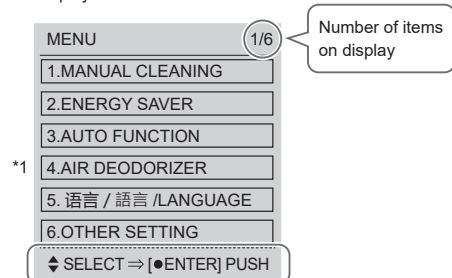 MENU 1/6
Number of items
on display
1.MANUAL CLEANING
2.ENERGY SAVER
3.AUTO FUNCTION
*1 4.AIR DEODORIZER
5. 语言 / 語言 /LANGUAGE
6.OTHER SETTING
SELECT ⇒ [●ENTER] PUSH